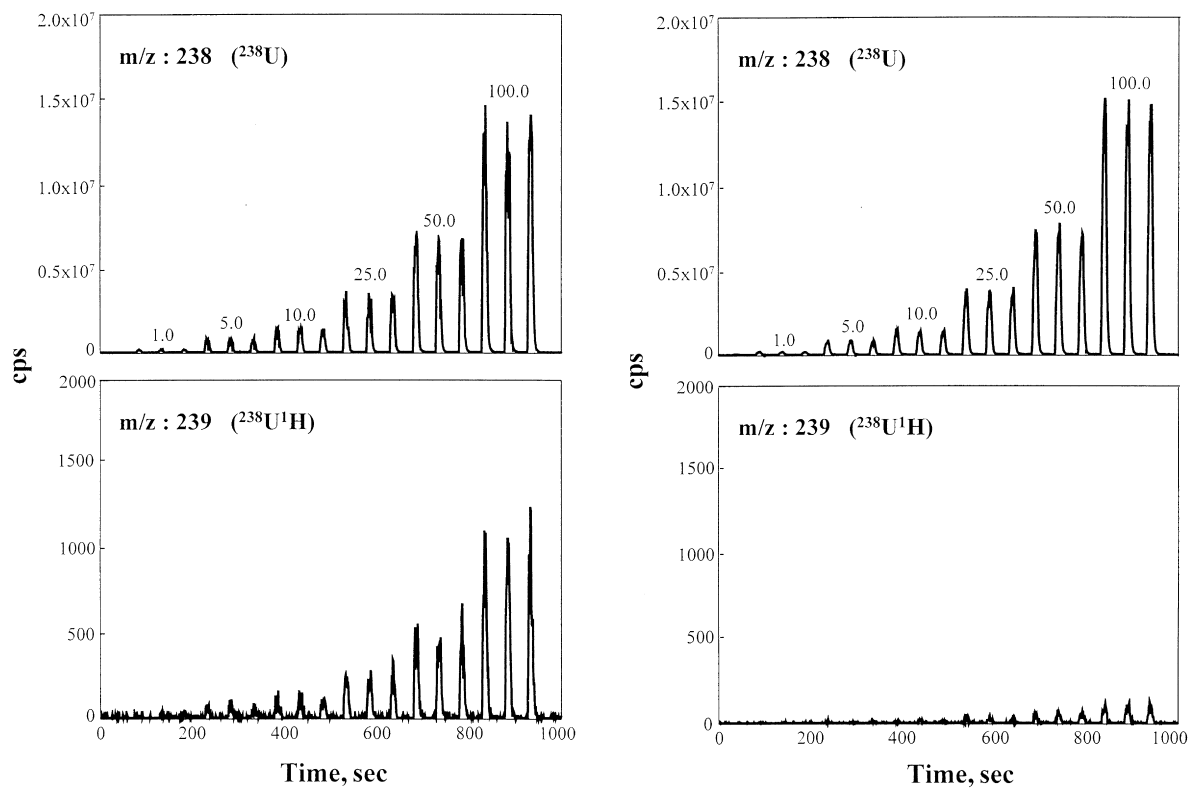 2.0x10⁷
m/z : 238 (²³⁸U)
1.5x10⁷
1.0x10⁷
0.5x10⁷
0
1.0
5.0
10.0
25.0
50.0
100.0
cps
2000
m/z : 239 (²³⁸U¹H)
1500
1000
500
0
0 200 400 600 800 1000
Time, sec
2.0x10⁷
m/z : 238 (²³⁸U)
1.5x10⁷
1.0x10⁷
0.5x10⁷
0
1.0
5.0
10.0
25.0
50.0
100.0
cps
2000
m/z : 239 (²³⁸U¹H)
1500
1000
500
0
0 200 400 600 800 1000
Time, sec